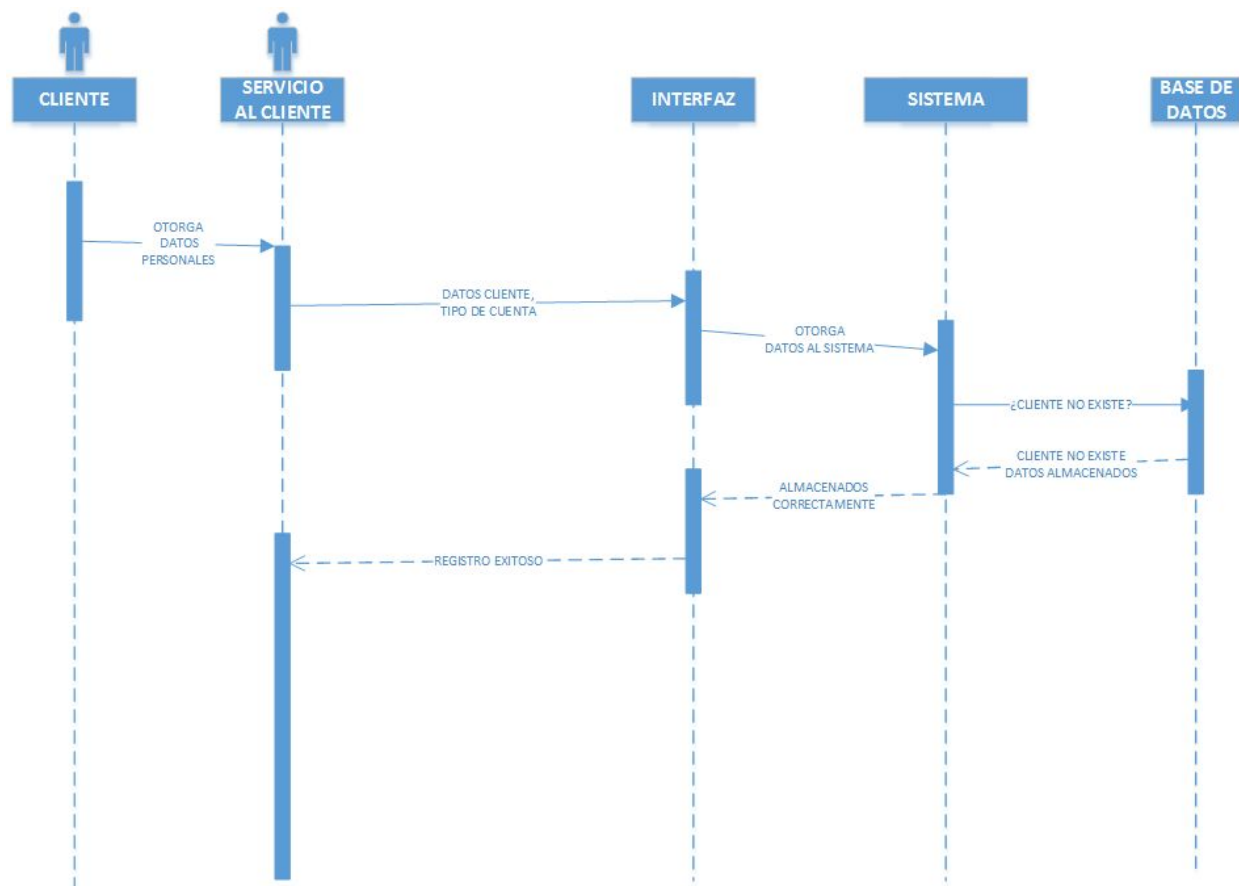 CLIENTE
SERVICIO
AL CLIENTE
INTERFAZ
SISTEMA
BASE DE
DATOS
OTORGA
DATOS
PERSONALES
DATOS CLIENTE,
TIPO DE CUENTA
OTORGA
DATOS AL SISTEMA
¿CLIENTE NO EXISTE?
CLIENTE NO EXISTE
DATOS ALMACENADOS
ALMACENADOS
CORRECTAMENTE
REGISTRO EXITOSO